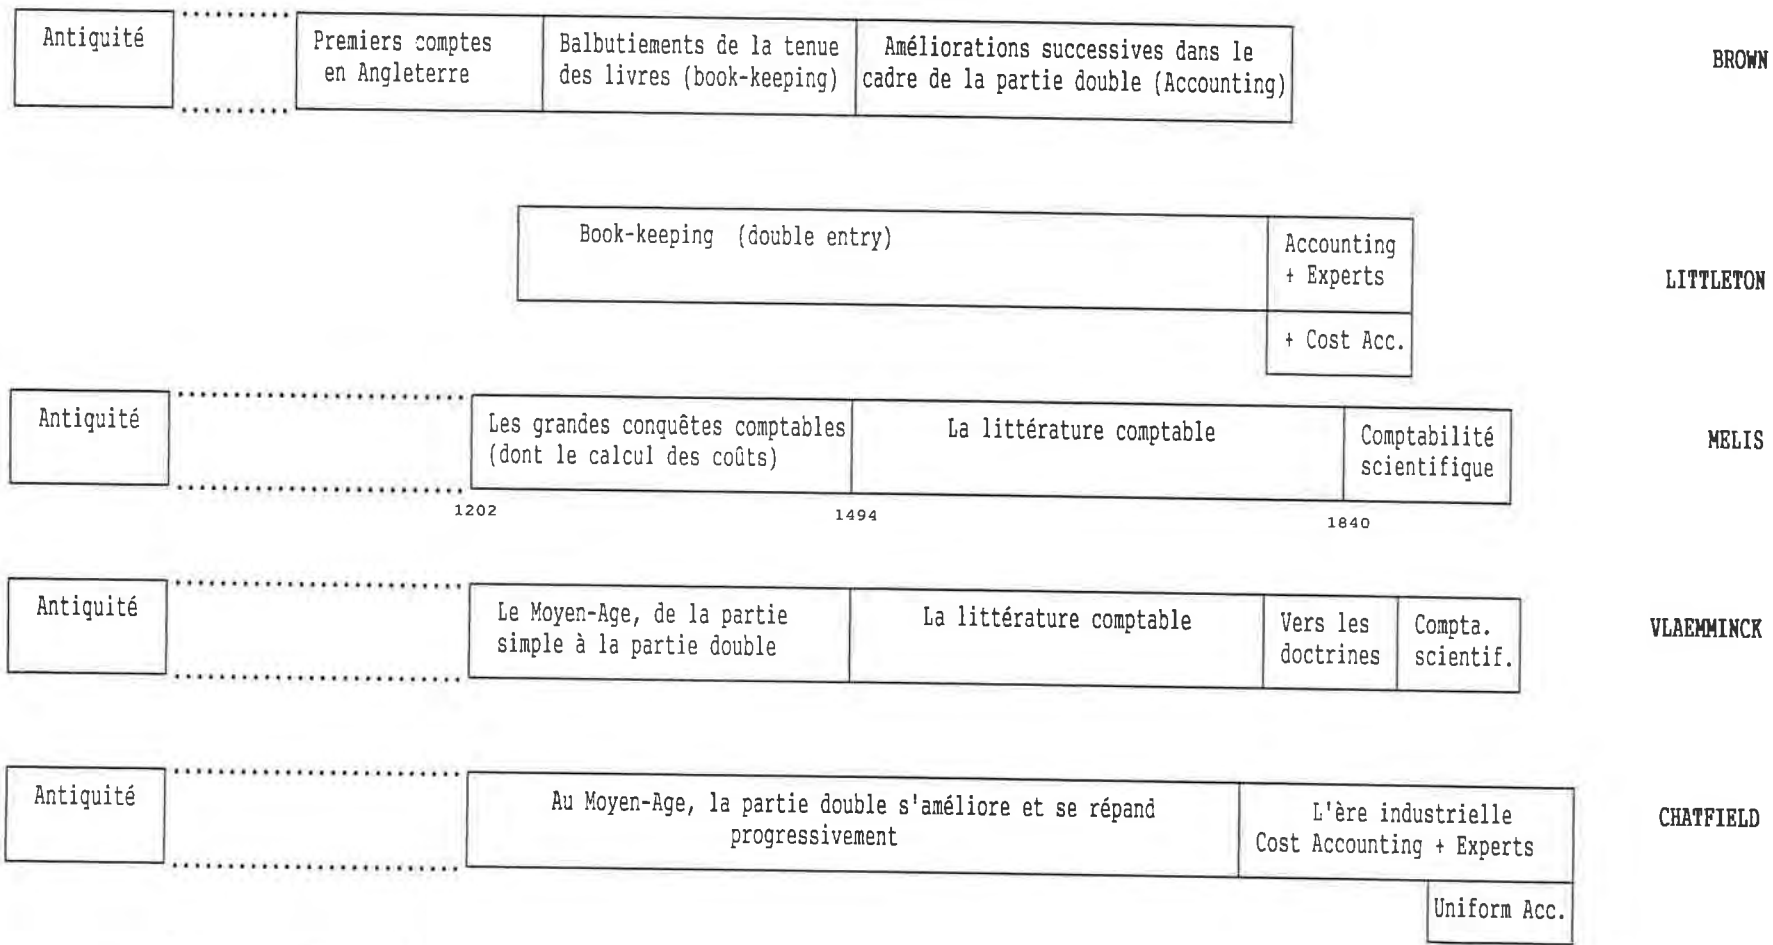 Antiquité
Premiers comptes
en Angleterre
Balbutiements de la tenue
des livres (book-keeping)
Améliorations successives dans le
cadre de la partie double (Accounting)
BROWN
Book-keeping (double entry)
Accounting
+ Experts
+ Cost Acc.
LITTLETON
Antiquité
Les grandes conquêtes comptables
(dont le calcul des coûts)
La littérature comptable
Comptabilité
scientifique
MELIS
1202
1494
1840
Antiquité
Le Moyen-Age, de la partie
simple à la partie double
La littérature comptable
Vers les
doctrines
Compta.
scientif.
VLAEMMINCK
Antiquité
Au Moyen-Age, la partie double s'améliore et se répand
progressivement
L'ère industrielle
Cost Accounting + Experts
Uniform Acc.
CHATFIELD